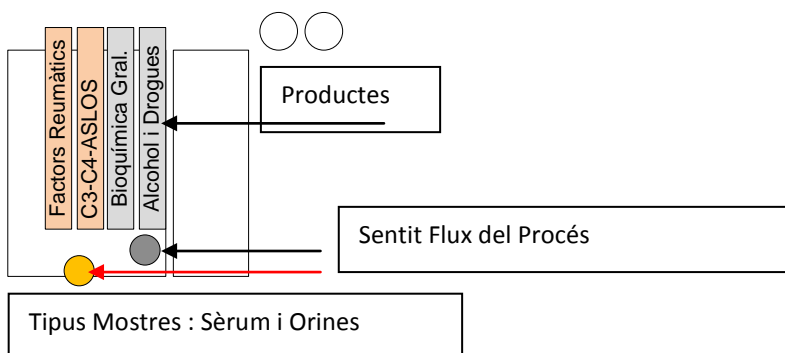 Factors Reumàtics
C3-C4-ASLOS
Bioquímica Gral.
Alcohol i Drogues
Productes
Sentit Flux del Procés
Tipus Mostres : Sèrum i Orines